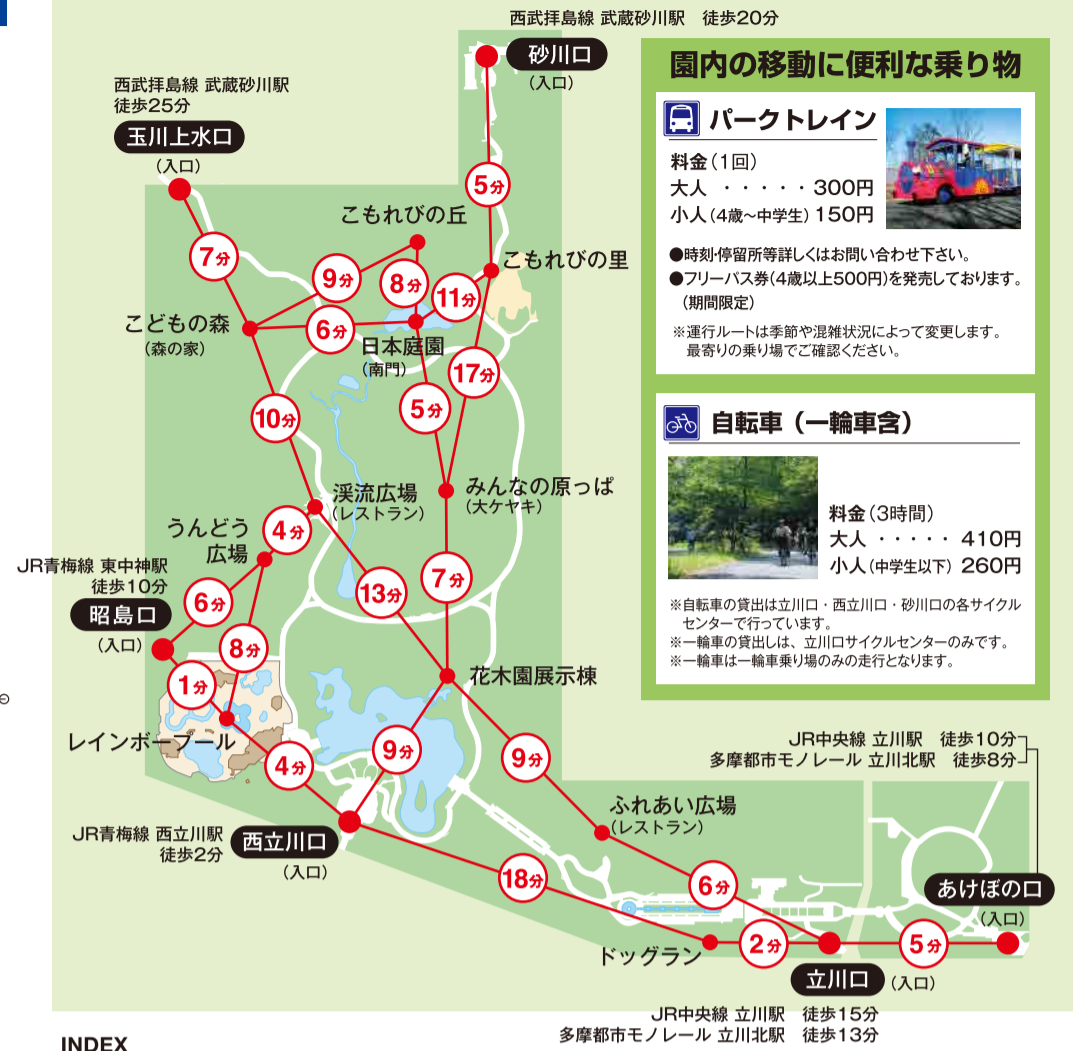 西武拝島線 武蔵砂川駅　徒歩20分
砂川口
(入口)
西武拝島線 武蔵砂川駅
徒歩25分
玉川上水口
(入口)
5分
こもれびの丘
7分
9分
8分
11分
こもれびの里
こどもの森
(森の家)
6分
日本庭園
(南門)
17分
10分
5分
渓流広場
(レストラン)
みんなの原っぱ
(大ケヤキ)
うんどう
広場
4分
JR青梅線 東中神駅
徒歩10分
昭島口
(入口)
6分
13分
7分
8分
1分
花木園展示棟
レインボープール
4分
9分
9分
JR青梅線 西立川駅
徒歩2分
西立川口
(入口)
ふれあい広場
(レストラン)
18分
6分
JR中央線 立川駅　徒歩10分
多摩都市モノレール 立川北駅　徒歩8分
あけぼの口
(入口)
ドッグラン
2分
5分
立川口
(入口)
JR中央線 立川駅　徒歩15分
多摩都市モノレール 立川北駅　徒歩13分
園内の移動に便利な乗り物
パークトレイン
料金(1回)
大人 ・・・・・ 300円
小人(4歳～中学生) 150円
●時刻・停留所等詳しくはお問い合わせ下さい。
●フリーパス券(4歳以上500円)を発売しております。
(期間限定)
※運行ルートは季節や混雑状況によって変更します。
最寄りの乗り場でご確認ください。
自転車（一輪車含）
料金(3時間)
大人 ・・・・・ 410円
小人(中学生以下) 260円
※自転車の貸出は立川口・西立川口・砂川口の各サイクル
センターで行っています。
※一輪車の貸出しは、立川口サイクルセンターのみです。
※一輪車は一輪車乗り場のみの走行となります。
INDEX